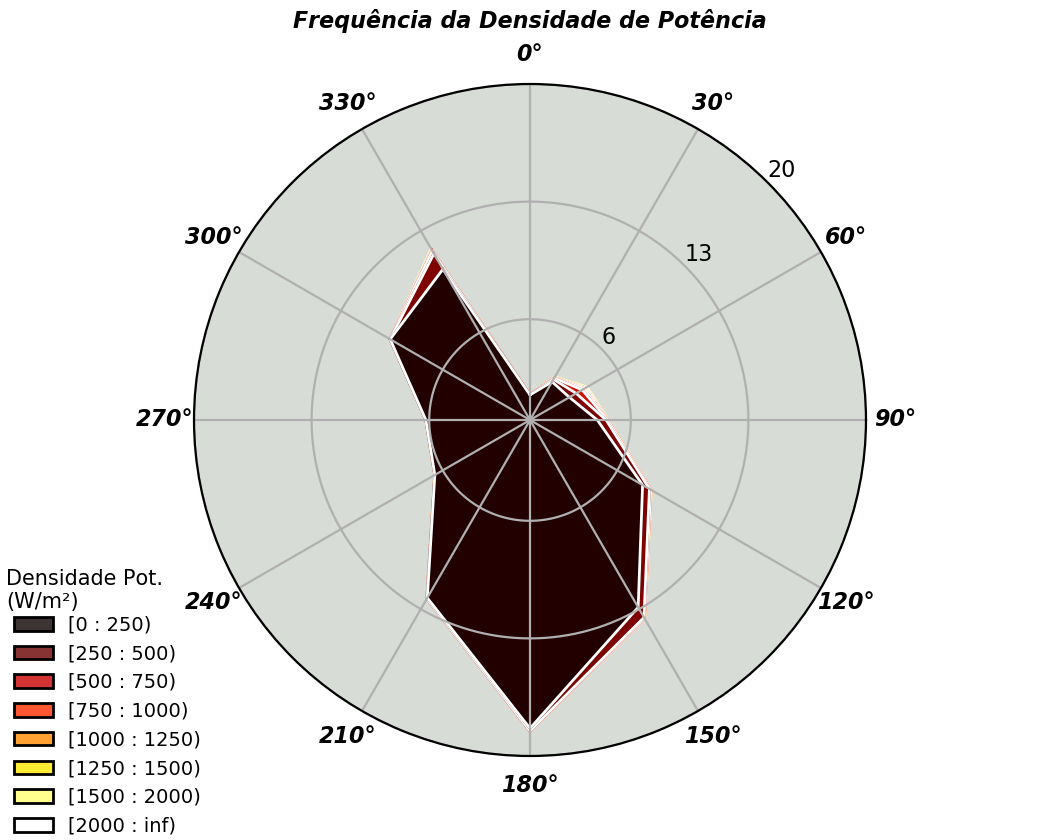 Frequência da Densidade de Potência
0°
330°
30°
20
300°
60°
13
6
270°
90°
240°
120°
210°
150°
180°
Densidade Pot.
(W/m²)
[0 : 250)
[250 : 500)
[500 : 750)
[750 : 1000)
[1000 : 1250)
[1250 : 1500)
[1500 : 2000)
[2000 : inf)